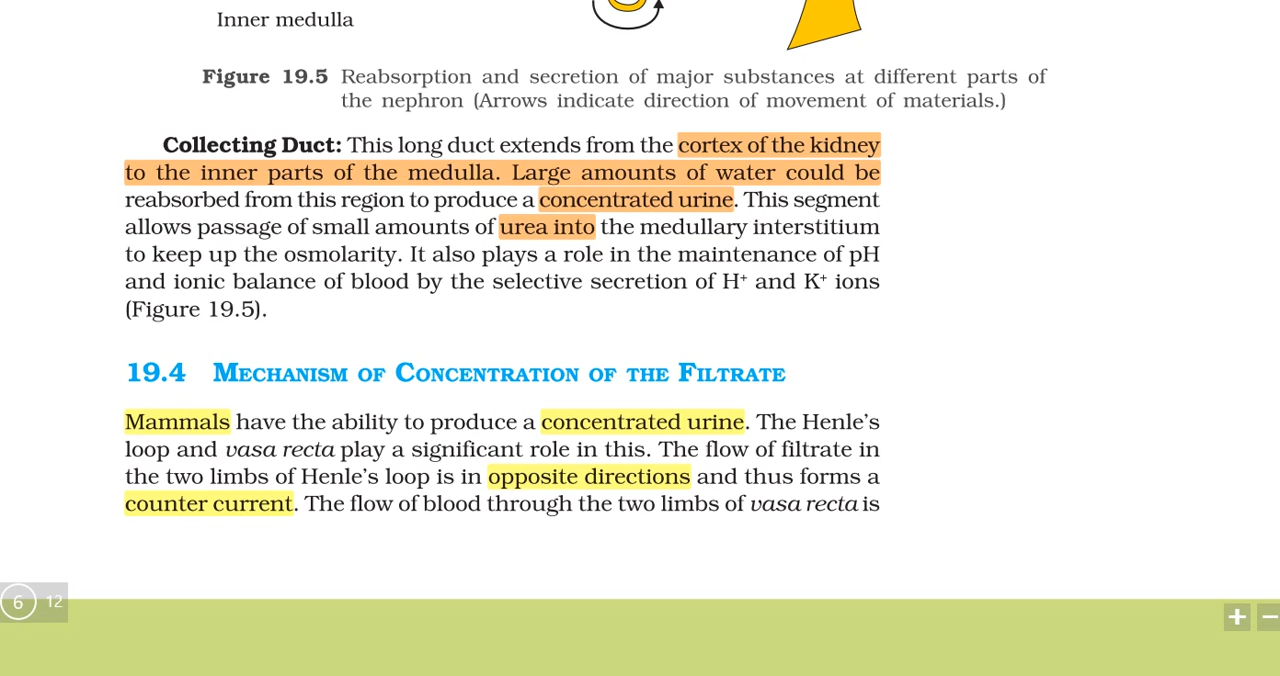 Inner medulla
Figure 19.5 Reabsorption and secretion of major substances at different parts of
the nephron (Arrows indicate direction of movement of materials.)
Collecting Duct: This long duct extends from the cortex of the kidney
to the inner parts of the medulla. Large amounts of water could be
reabsorbed from this region to produce a concentrated urine. This segment
allows passage of small amounts of urea into the medullary interstitium
to keep up the osmolarity. It also plays a role in the maintenance of pH
and ionic balance of blood by the selective secretion of H⁺ and K⁺ ions
(Figure 19.5).
19.4 MECHANISM OF CONCENTRATION OF THE FILTRATE
Mammals have the ability to produce a concentrated urine. The Henle's
loop and vasa recta play a significant role in this. The flow of filtrate in
the two limbs of Henle's loop is in opposite directions and thus forms a
counter current. The flow of blood through the two limbs of vasa recta is
6 12
+ −